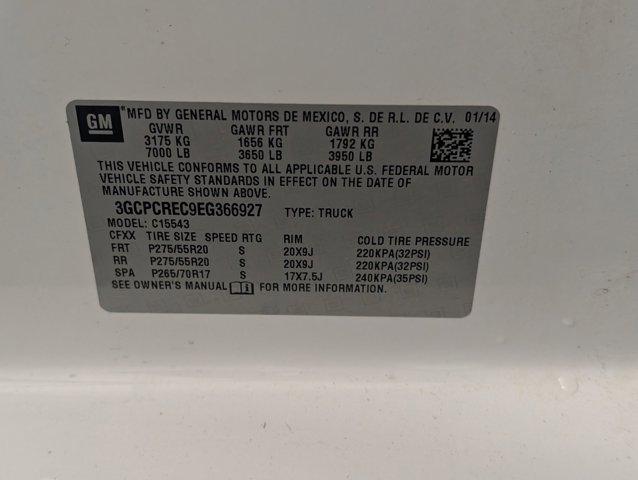 GM "MFD BY GENERAL MOTORS DE MEXICO, S. DE R.L. DE C.V. 01/14
GVWR GAWR FRT GAWR RR
3175 KG 1656 KG 1792 KG
7000 LB 3650 LB 3950 LB
THIS VEHICLE CONFORMS TO ALL APPLICABLE U.S. FEDERAL MOTOR
VEHICLE SAFETY STANDARDS IN EFFECT ON THE DATE OF
MANUFACTURE SHOWN ABOVE.
3GCPCREC9EG366927 TYPE: TRUCK
MODEL: C15543
CFXX TIRE SIZE SPEED RTG RIM COLD TIRE PRESSURE
FRT P275/55R20 S 20X9J 220KPA(32PSI)
RR P275/55R20 S 20X9J 220KPA(32PSI)
SPA P265/70R17 S 17X7.5J 240KPA(35PSI)
SEE OWNER'S MANUAL FOR MORE INFORMATION.